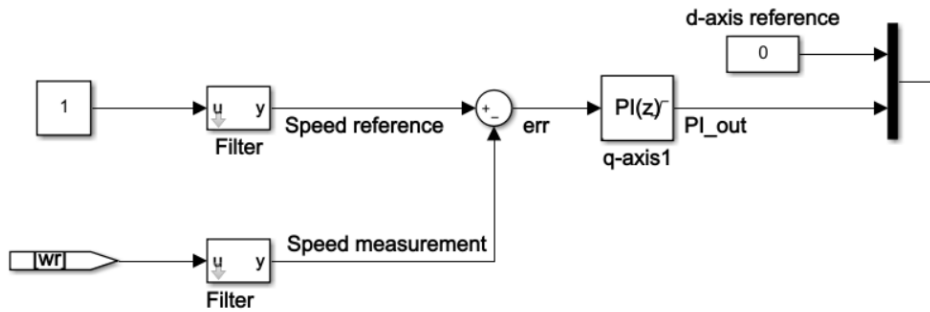 d-axis reference
0
1
u y
Filter
Speed reference
+
−
err
PI(z)
q-axis1
PI_out
[wr]
u y
Filter
Speed measurement